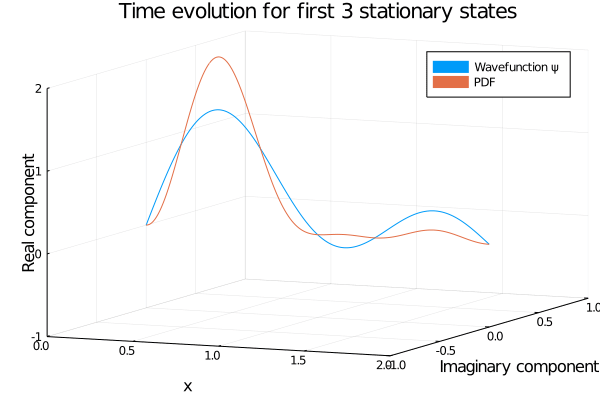 Time evolution for first 3 stationary states
Wavefunction ψ
PDF
2
1
0
-1
Real component
0.0
0.5
1.0
1.5
2.0
x
-1.0
-0.5
0.0
0.5
1.0
Imaginary component